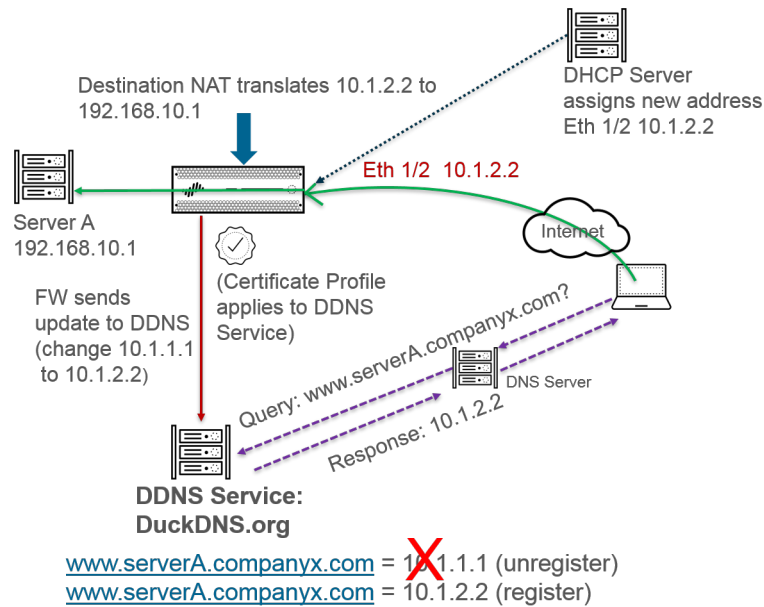 DHCP Server
assigns new address
Eth 1/2 10.1.2.2
Destination NAT translates 10.1.2.2 to
192.168.10.1
Eth 1/2 10.1.2.2
Internet
Server A
192.168.10.1
(Certificate Profile
applies to DDNS
Service)
FW sends
update to DDNS
(change 10.1.1.1
to 10.1.2.2)
Query: www.serverA.companyx.com?
DNS Server
Response: 10.1.2.2
DDNS Service:
DuckDNS.org
www.serverA.companyx.com = 10.1.1.1 (unregister)
www.serverA.companyx.com = 10.1.2.2 (register)